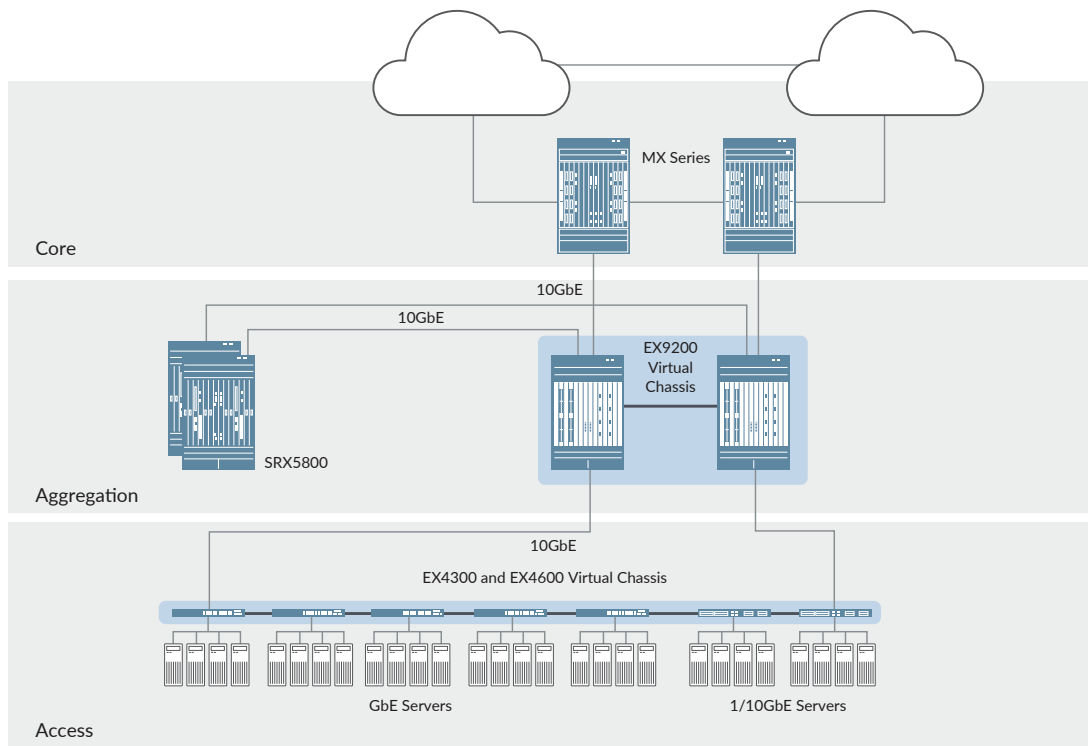 MX Series
Core
10GbE
10GbE
EX9200
Virtual
Chassis
SRX5800
Aggregation
10GbE
EX4300 and EX4600 Virtual Chassis
GbE Servers
1/10GbE Servers
Access